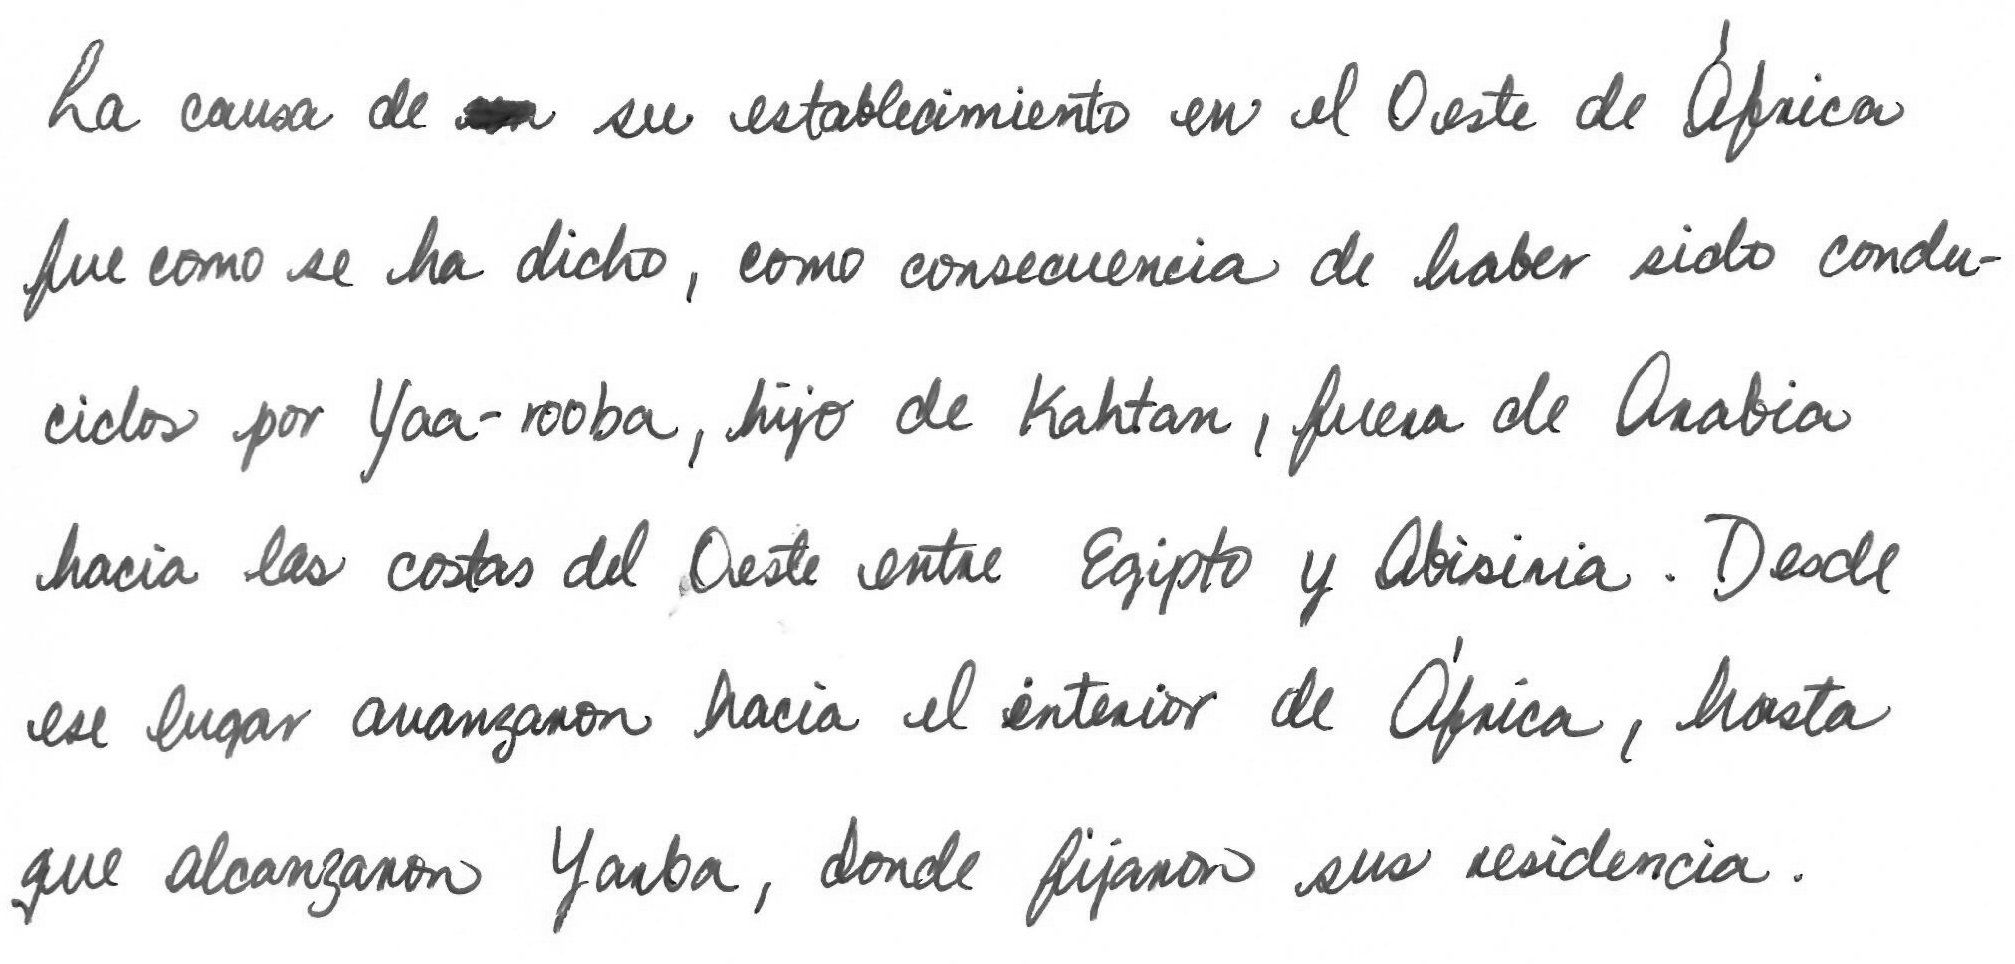 La causa de su establecimiento en el Oeste de África
fue como se ha dicho, como consecuencia de haber sido condu-
cidos por Yaa-rooba, hijo de Kahtan, fuera de Arabia
hacia las costas del Oeste entre Egipto y Abisinia. Desde
ese lugar avanzaron hacia el interior de África, hasta
que alcanzaron Yarba, donde fijaron sus residencia.